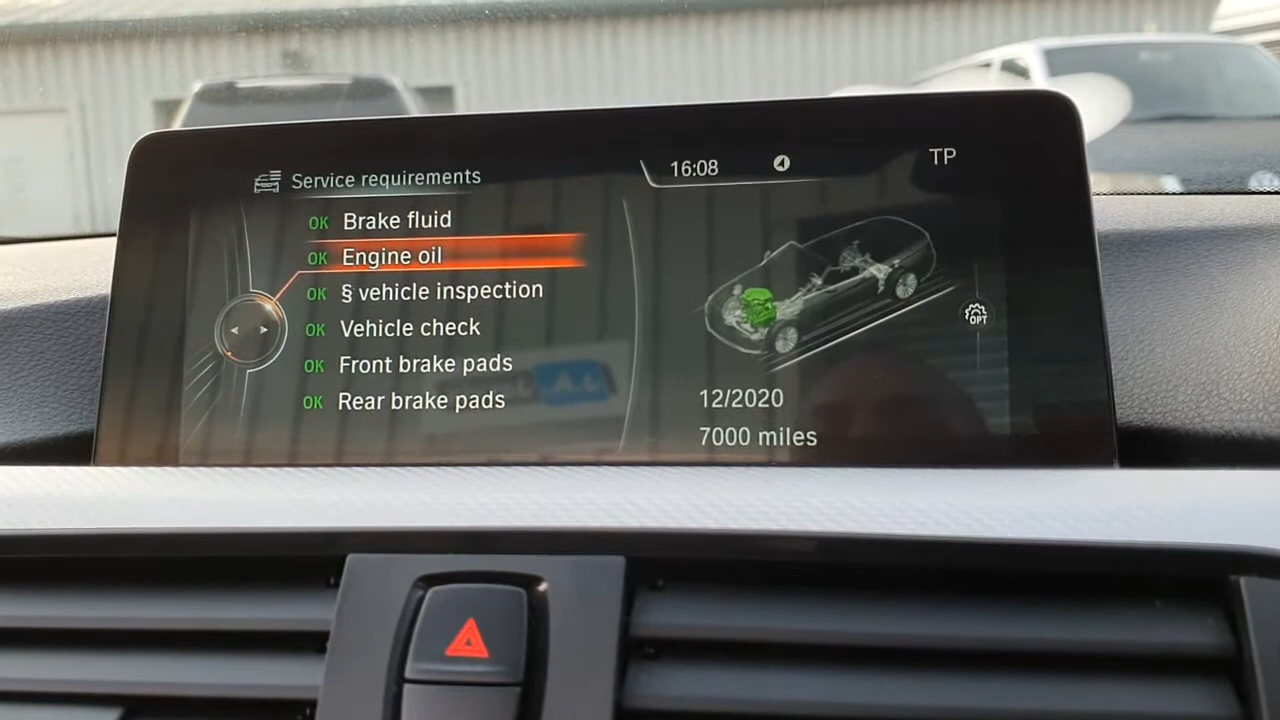 Service requirements
16:08
TP
OK Brake fluid
OK Engine oil
OK § vehicle inspection
OK Vehicle check
OK Front brake pads
OK Rear brake pads
OPT
12/2020
7000 miles